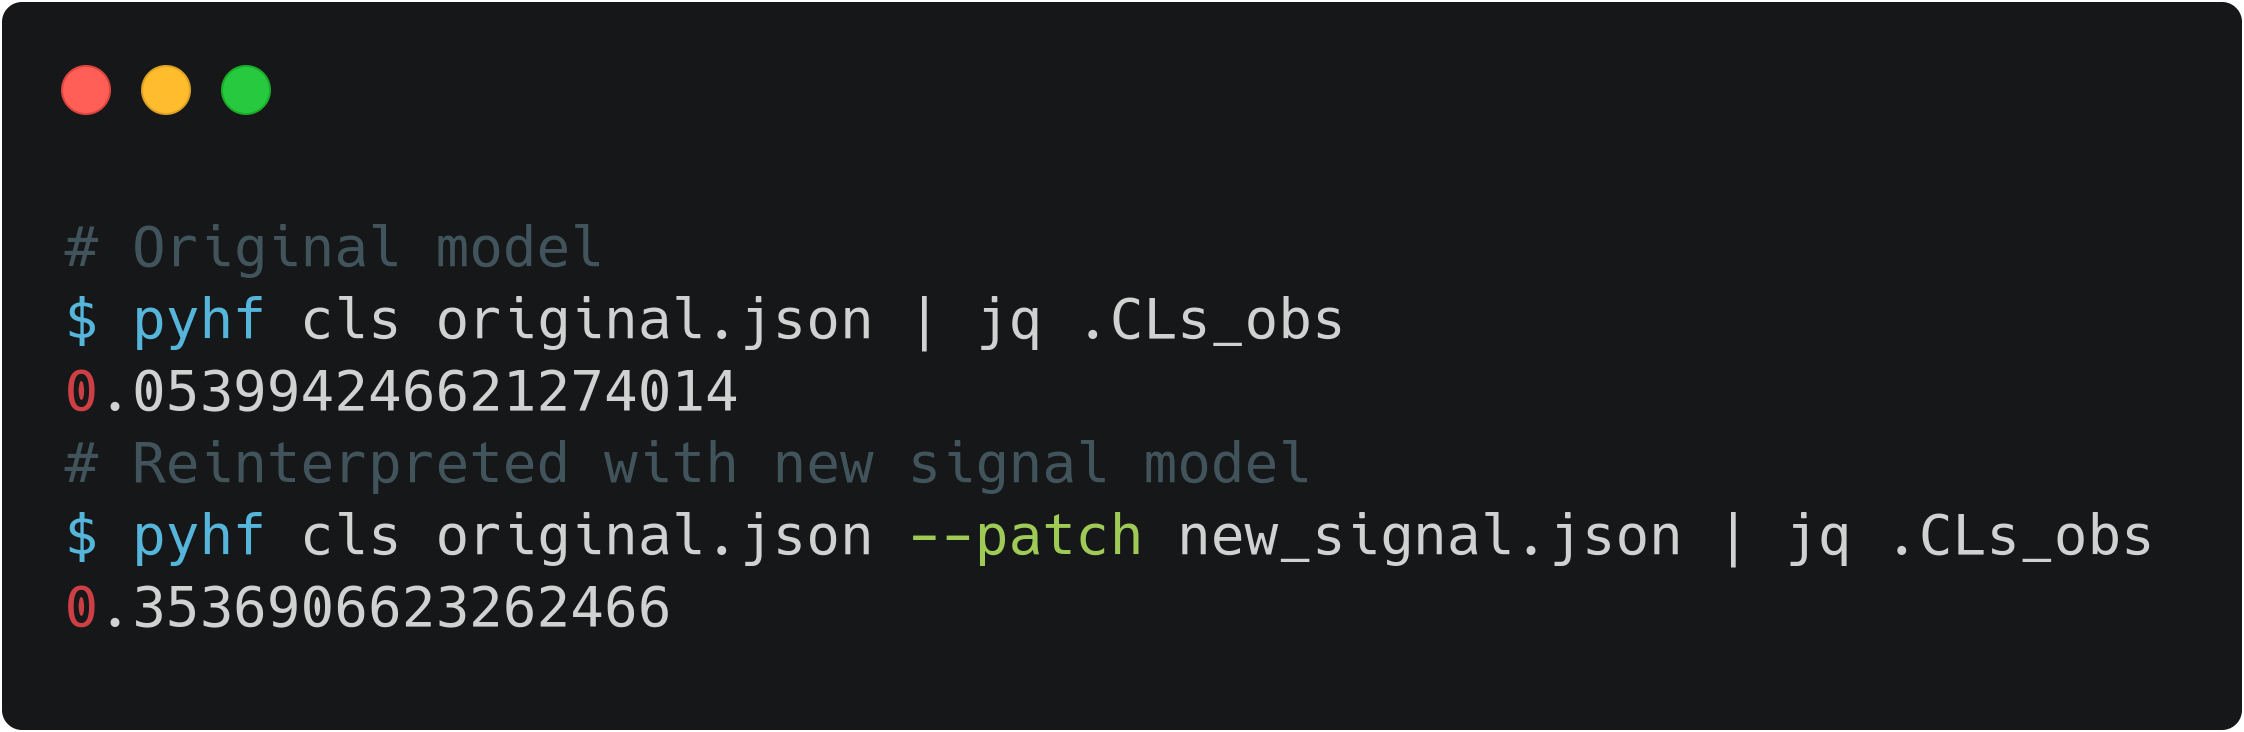 # Original model
$ pyhf cls original.json | jq .CLs_obs
0.053994246621274014
# Reinterpreted with new signal model
$ pyhf cls original.json --patch new_signal.json | jq .CLs_obs
0.3536906623262466